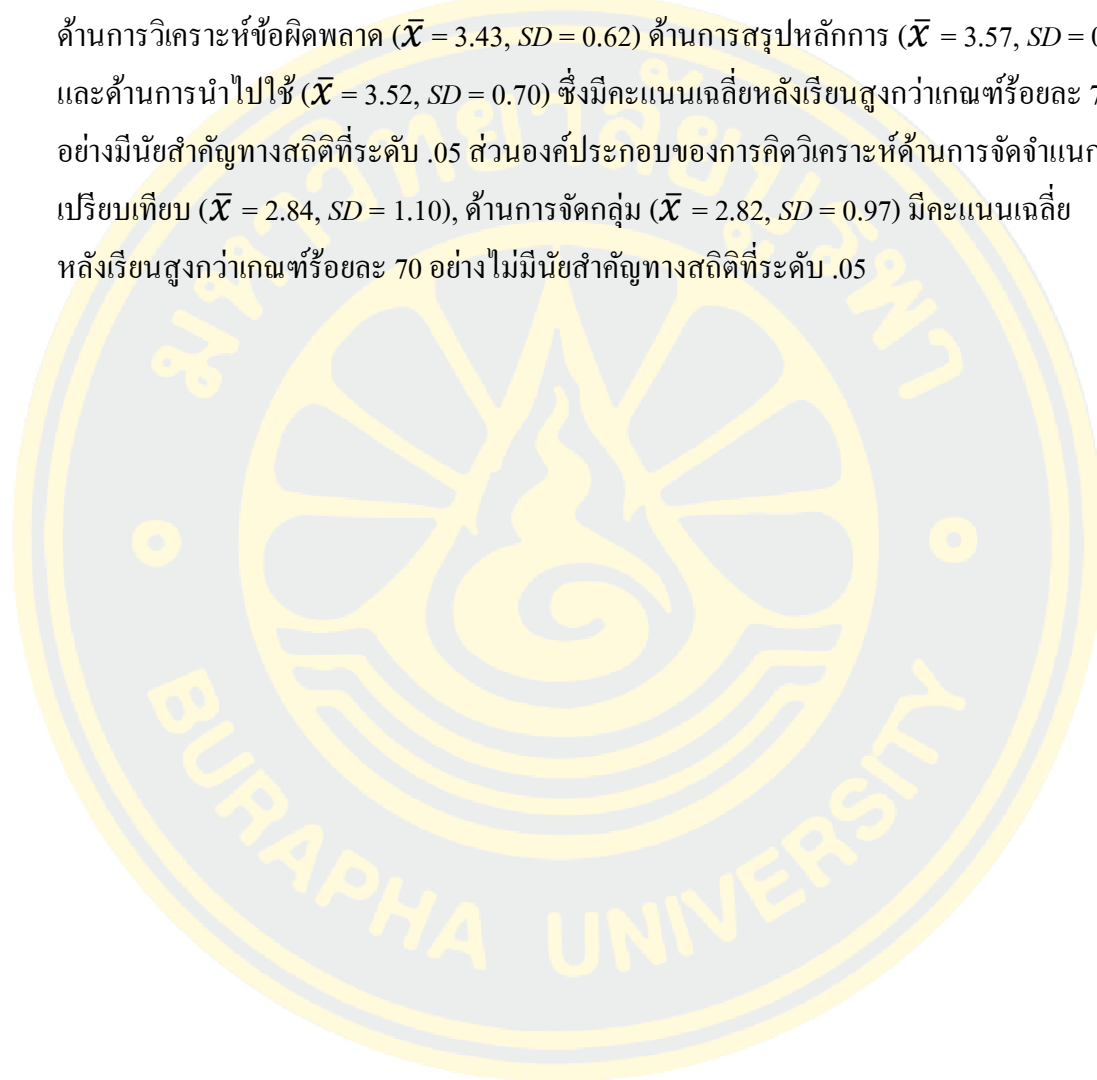 ด้านการวิเคราะห์ข้อผิดพลาด (x̄ = 3.43, SD = 0.62) ด้านการสรุปหลักการ (x̄ = 3.57, SD =
และด้านการนำไปใช้ (x̄ = 3.52, SD = 0.70) ซึ่งมีคะแนนเฉลี่ยหลังเรียนสูงกว่าเกณฑ์ร้อยละ
อย่างมีนัยสำคัญทางสถิติที่ระดับ .05 ส่วนองค์ประกอบของการคิดวิเคราะห์ด้านการจัดจำแนก
เปรียบเทียบ (x̄ = 2.84, SD = 1.10), ด้านการจัดกลุ่ม (x̄ = 2.82, SD = 0.97) มีคะแนนเฉลี่ย
หลังเรียนสูงกว่าเกณฑ์ร้อยละ 70 อย่างไม่มีนัยสำคัญทางสถิติที่ระดับ .05
มหาวิทยาลัยบูรพา
BURAPHA UNIVERSITY